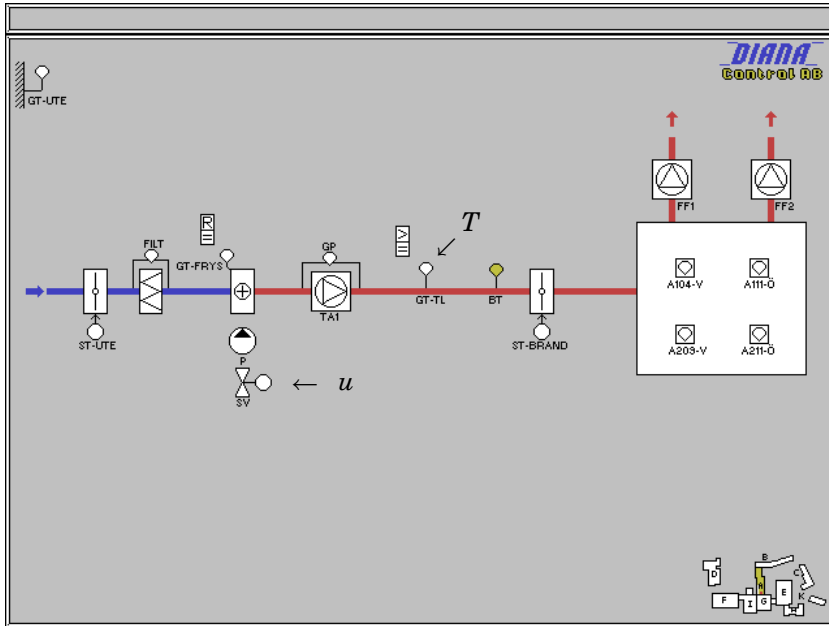 DIANA
Control AB
GT-UTE
FF1
FF2
R
V
T
FILT
GT-FRYS
GP
A104-V
A111-Ö
TA1
GT-TL
BT
ST-UTE
ST-BRAND
A209-V
A211-Ö
P
← u
SV
B
D
C
A
E
K
F
I
G
H